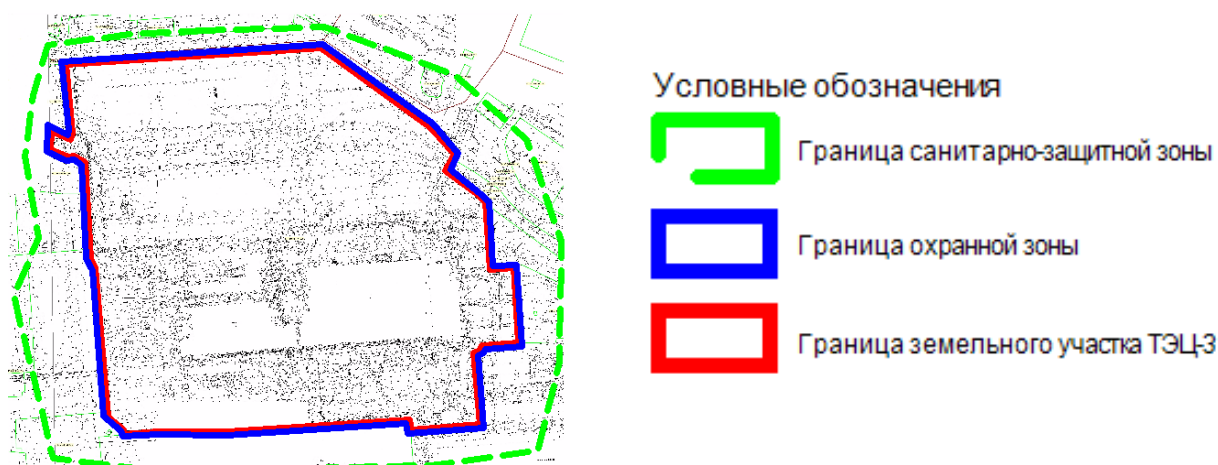 Условные обозначения
Граница санитарно-защитной зоны
Граница охранной зоны
Граница земельного участка ТЭЦ-3